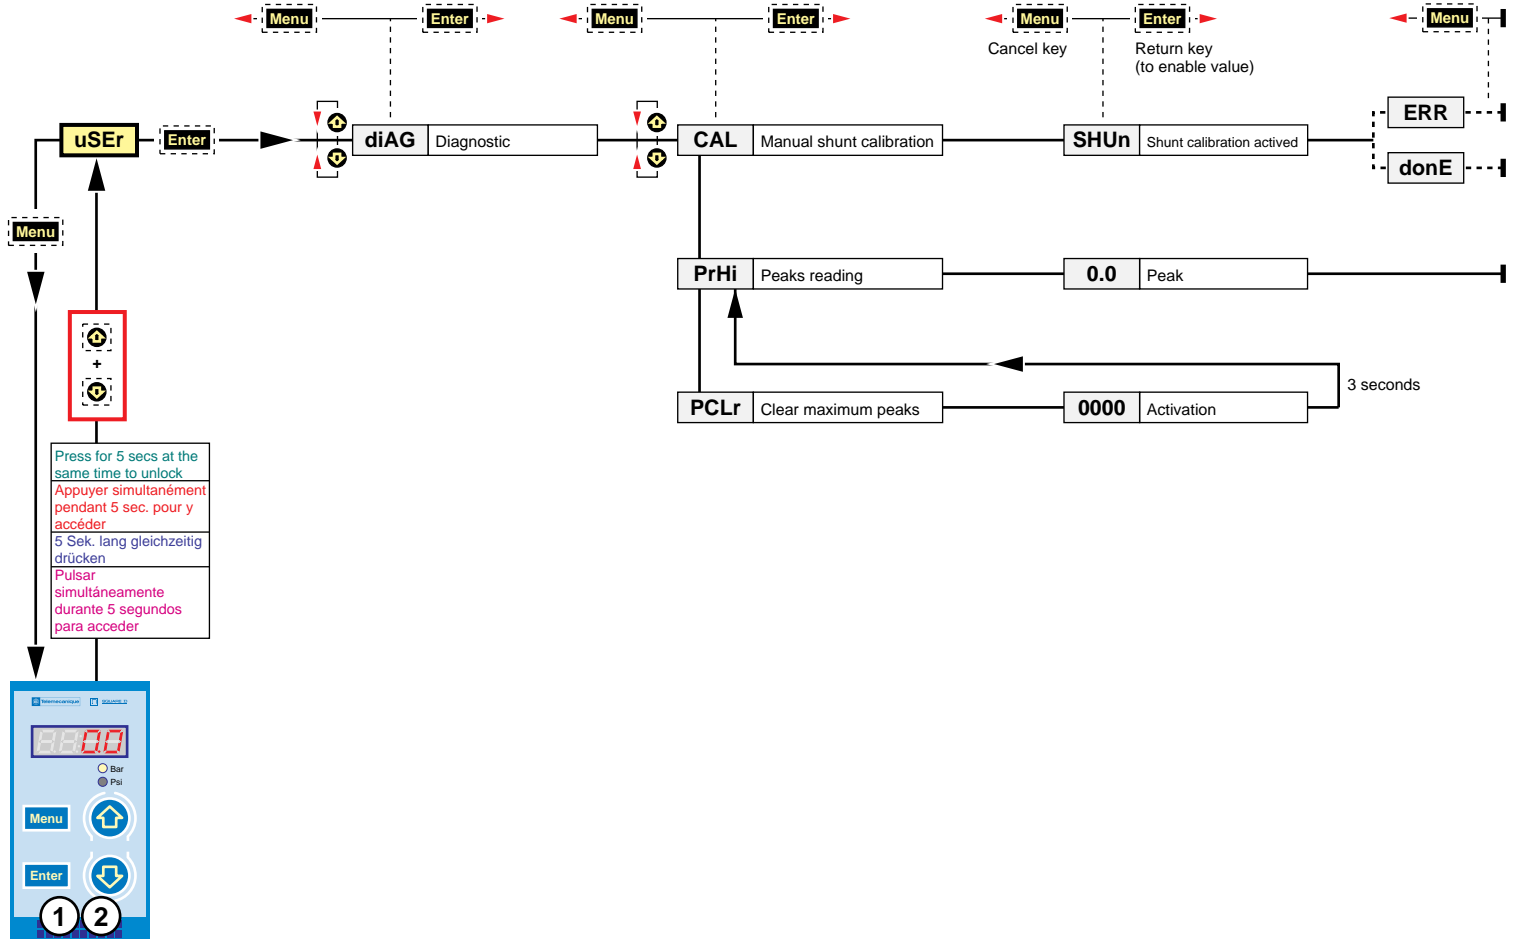 Menu Enter Menu Enter Menu Enter Menu
Cancel key Return key
(to enable value)
uSEr Enter diAG Diagnostic CAL Manual shunt calibration SHUn Shunt calibration actived ERR
donE
Menu
PrHi Peaks reading 0.0 Peak
+
3 seconds
PCLr Clear maximum peaks 0000 Activation
Press for 5 secs at the
same time to unlock
Appuyer simultanément
pendant 5 sec. pour y
accéder
5 Sek. lang gleichzeitig
drücken
Pulsar
simultáneamente
durante 5 segundos
para acceder
Telemecanique SQUARE D
0.0
Bar
Psi
Menu
Enter
1 2